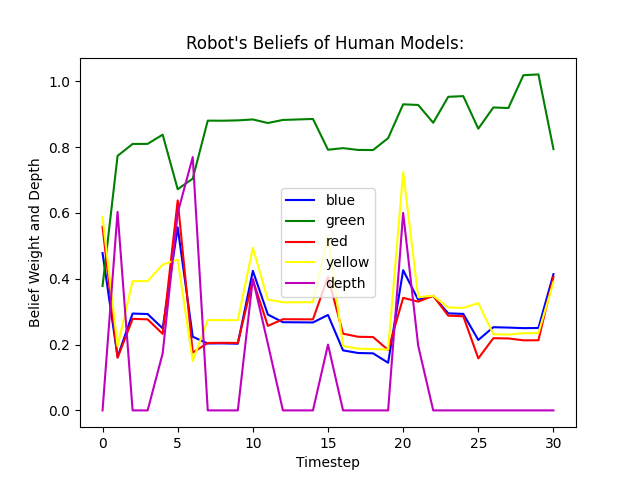 Robot's Beliefs of Human Models:
Belief Weight and Depth
1.0
0.8
0.6
0.4
0.2
0.0
blue
green
red
yellow
depth
0 5 10 15 20 25 30
Timestep